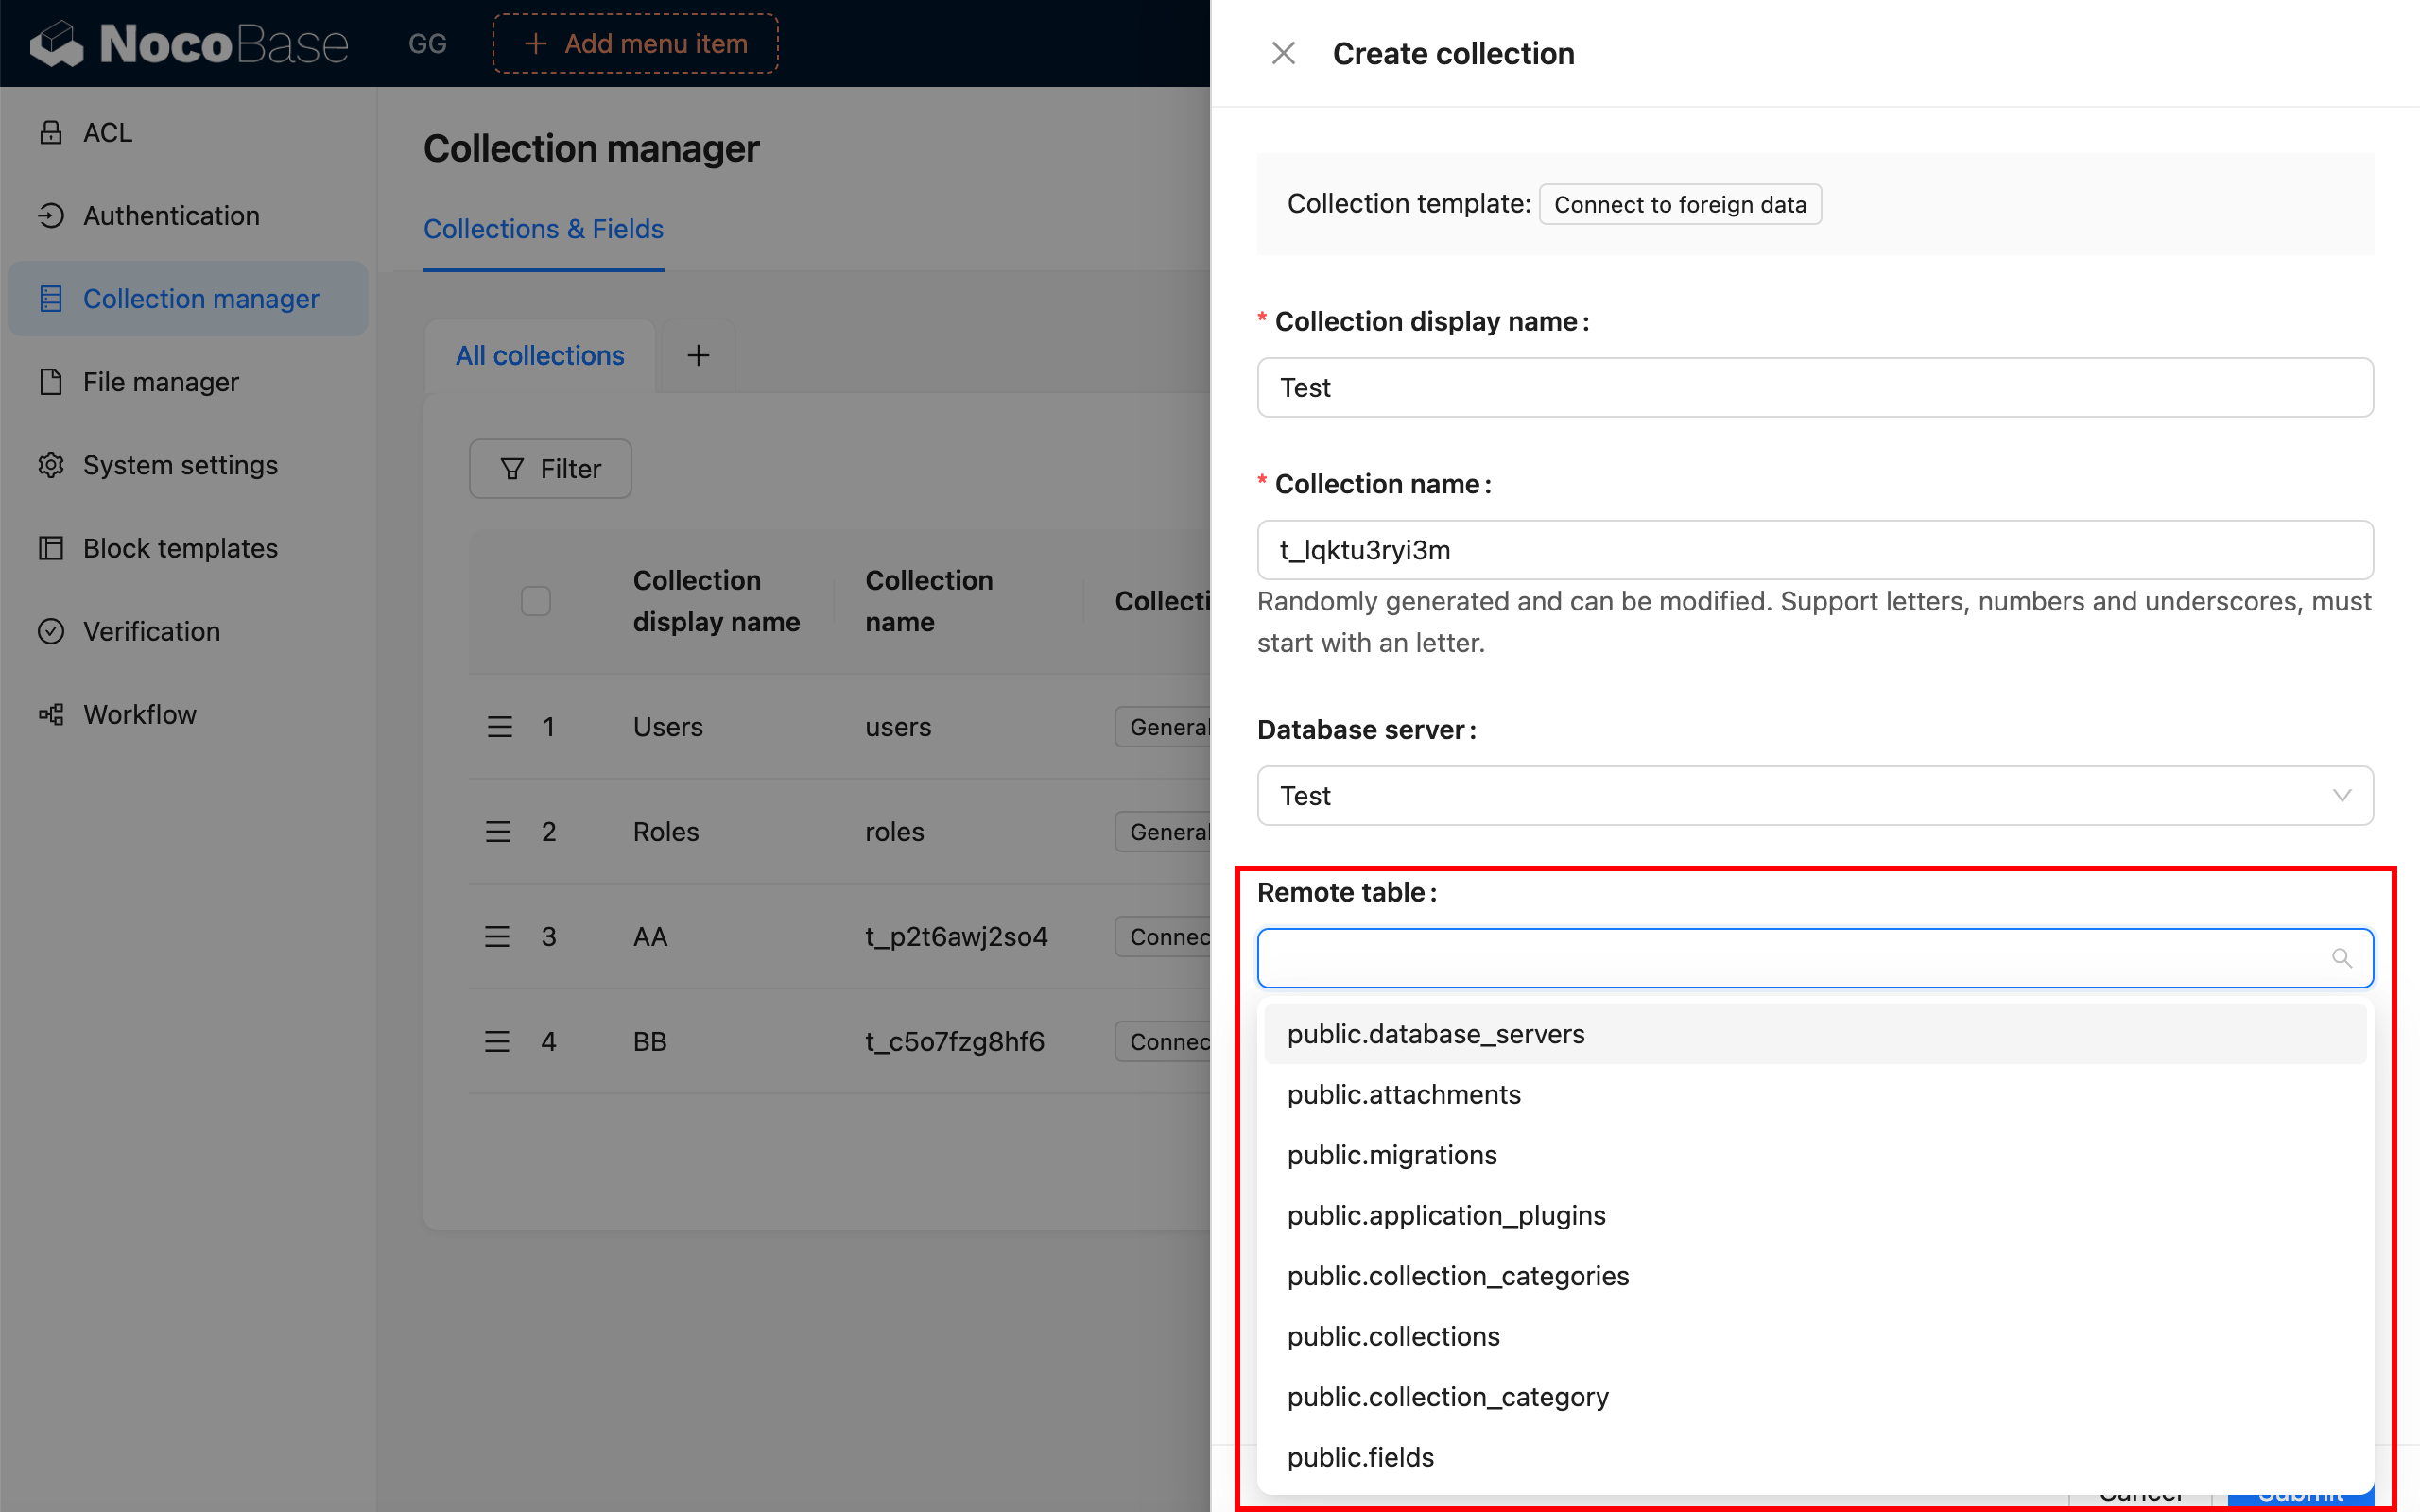 NocoBase
GG
Add menu item
ACL
Authentication
Collection manager
File manager
System settings
Block templates
Verification
Workflow
Collection manager
Collections & Fields
All collections
Filter
Collection display name
Collection name
1 Users users General
2 Roles roles General
3 AA t_p2t6awj2so4
4 BB t_c5o7fzg8hf6
Create collection
Collection template: Connect to foreign data
* Collection display name:
Test
* Collection name:
t_lqktu3ryi3m
Randomly generated and can be modified. Support letters, numbers and underscores, must
start with an letter.
Database server:
Test
Remote table:
public.database_servers
public.attachments
public.migrations
public.application_plugins
public.collection_categories
public.collections
public.collection_category
public.fields
Cancel
Submit